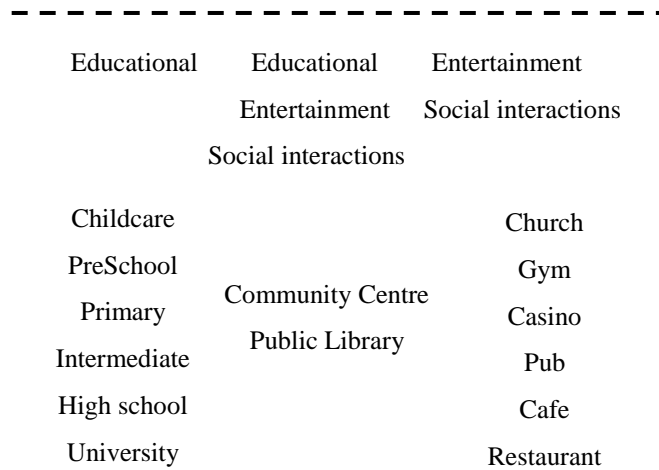 Educational
Educational
Entertainment
Social interactions
Entertainment
Social interactions
Childcare
PreSchool
Primary
Intermediate
High school
University
Community Centre
Public Library
Church
Gym
Casino
Pub
Cafe
Restaurant